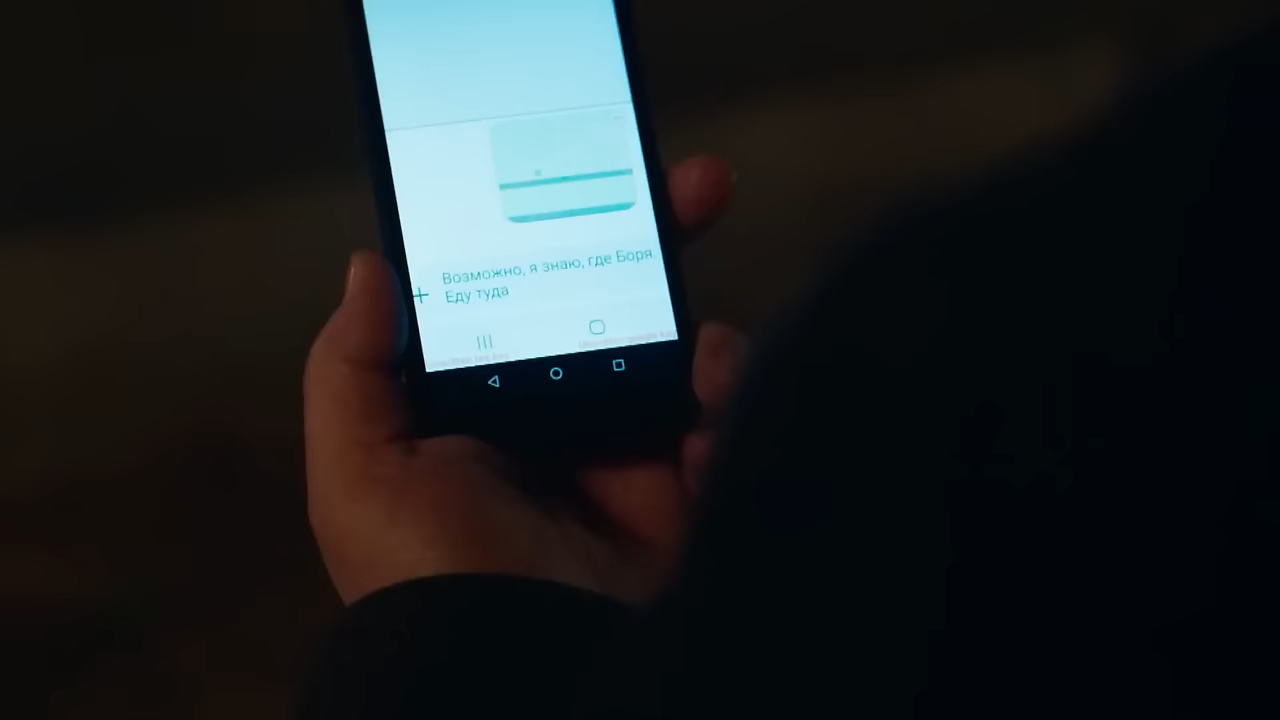 Возможно, я знаю, где Боря.
Еду туда